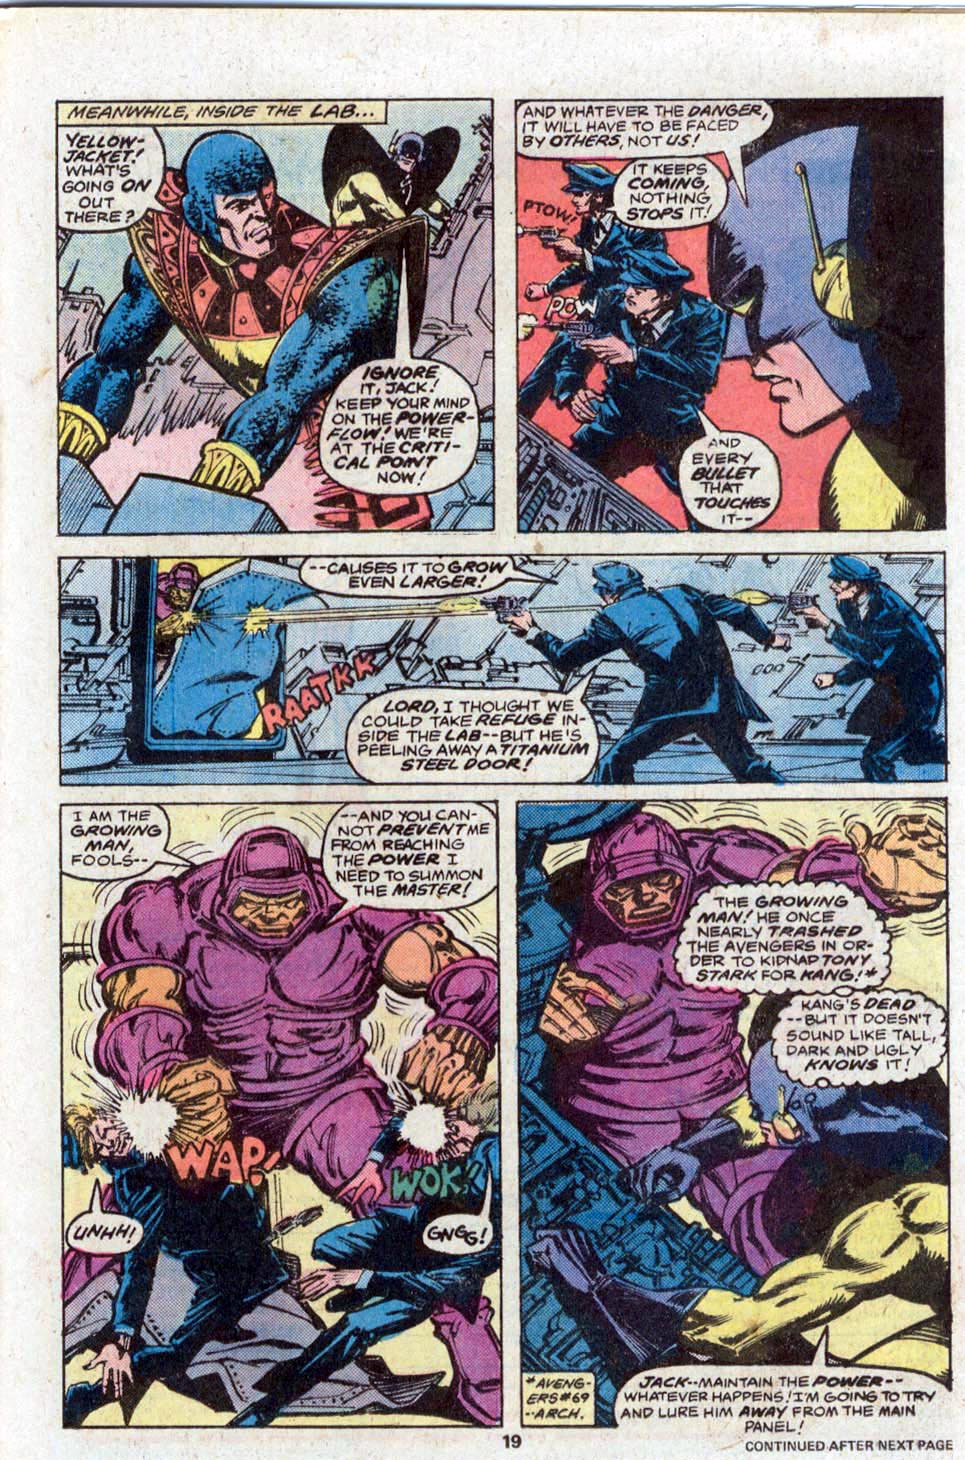 MEANWHILE, INSIDE THE LAB...
YELLOW-
JACKET!
WHAT'S
GOING ON
OUT
THERE?
IGNORE
IT, JACK!
KEEP YOUR MIND
ON THE POWER-
FLOW! WE'RE
AT THE CRITI-
CAL POINT
NOW!
AND WHATEVER THE DANGER,
IT WILL HAVE TO BE FACED
BY OTHERS, NOT US!
IT KEEPS
COMING,
NOTHING
STOPS IT!
PTOW!
POW
AND
EVERY
BULLET
THAT
TOUCHES
IT--
--CAUSES IT TO GROW
EVEN LARGER!
RAATKK
LORD, I THOUGHT WE
COULD TAKE REFUGE IN-
SIDE THE LAB--BUT HE'S
PEELING AWAY A TITANIUM
STEEL DOOR!
I AM THE
GROWING
MAN,
FOOLS--
--AND YOU CAN-
NOT PREVENT ME
FROM REACHING
THE POWER I
NEED TO SUMMON
THE MASTER!
WAP!
WOK!
UNHH!
GNGG!
THE GROWING
MAN! HE ONCE
NEARLY TRASHED
THE AVENGERS IN OR-
DER TO KIDNAP TONY
STARK FOR KANG!*
KANG'S DEAD
--BUT IT DOESN'T
SOUND LIKE TALL,
DARK AND UGLY
KNOWS IT!
*AVENG-
ERS #69
--ARCH.
JACK--MAINTAIN THE POWER--
WHATEVER HAPPENS! I'M GOING TO TRY
AND LURE HIM AWAY FROM THE MAIN
PANEL!
19
CONTINUED AFTER NEXT PAGE